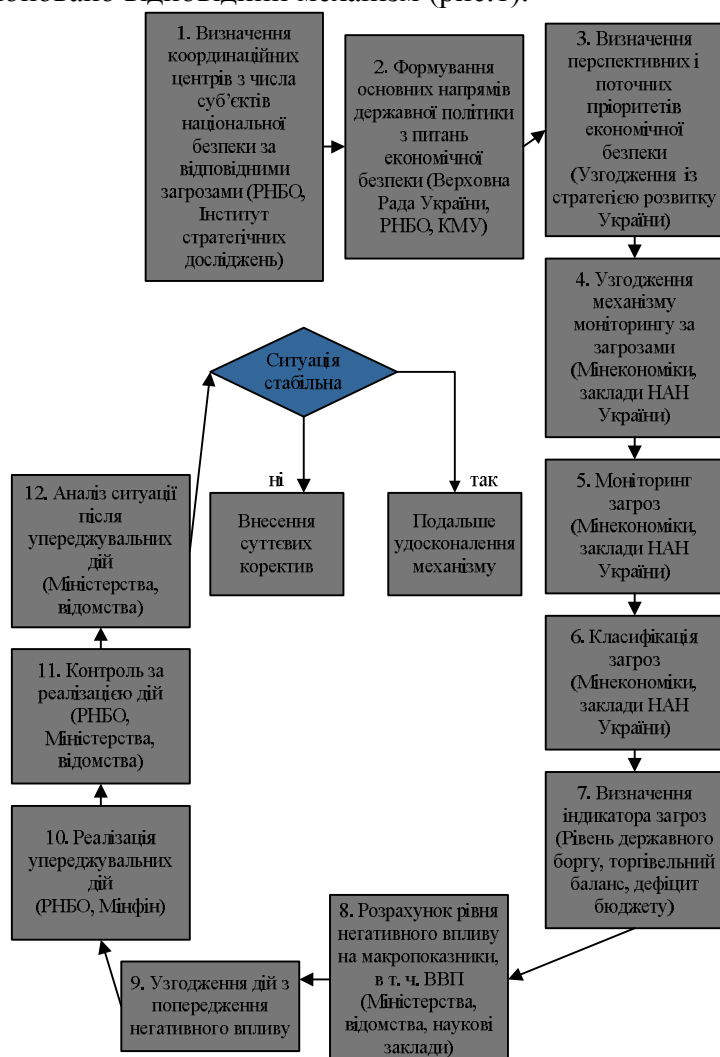 відповідний механізм (рис.1).
1. Визначення
координаційних
центрів з числа
суб’єктів
національної
безпеки за
відповідними
загрозами (РНБО,
Інститут
стратегічних
досліджень)
2. Формування
основних напрямів
державної політики
з питань
економічної
безпеки (Верховна
Рада України,
РНБО, КМУ)
3. Визначення
перспективних і
поточних
пріоритетів
економічної
безпеки
(Узгодження із
стратегією розвитку
України)
4. Узгодження
механізму
моніторингу за
загрозами
(Мінекономіки,
заклади НАН
України)
5. Моніторинг
загроз
(Мінекономіки,
заклади НАН
України)
6. Класифікація
загроз
(Мінекономіки,
заклади НАН
України)
7. Визначення
індикатора загроз
(Рівень державного
боргу, торгівельний
баланс, дефіцит
бюджету)
8. Розрахунок рівня
негативного впливу
на макропоказники,
в т. ч. ВВП
(Міністерства,
відомства, наукові
заклади)
9. Узгодження дій з
попередження
негативного впливу
10. Реалізація
упереджувальних
дій
(РНБО, Мінфін)
11. Контроль за
реалізацією дій
(РНБО,
Міністерства,
відомства)
12. Аналіз ситуації
після
упереджувальних
дій
(Міністерства,
відомства)
Ситуація
стабільна
ні
так
Внесення
суттєвих
коректив
Подальше
удосконалення
механізму